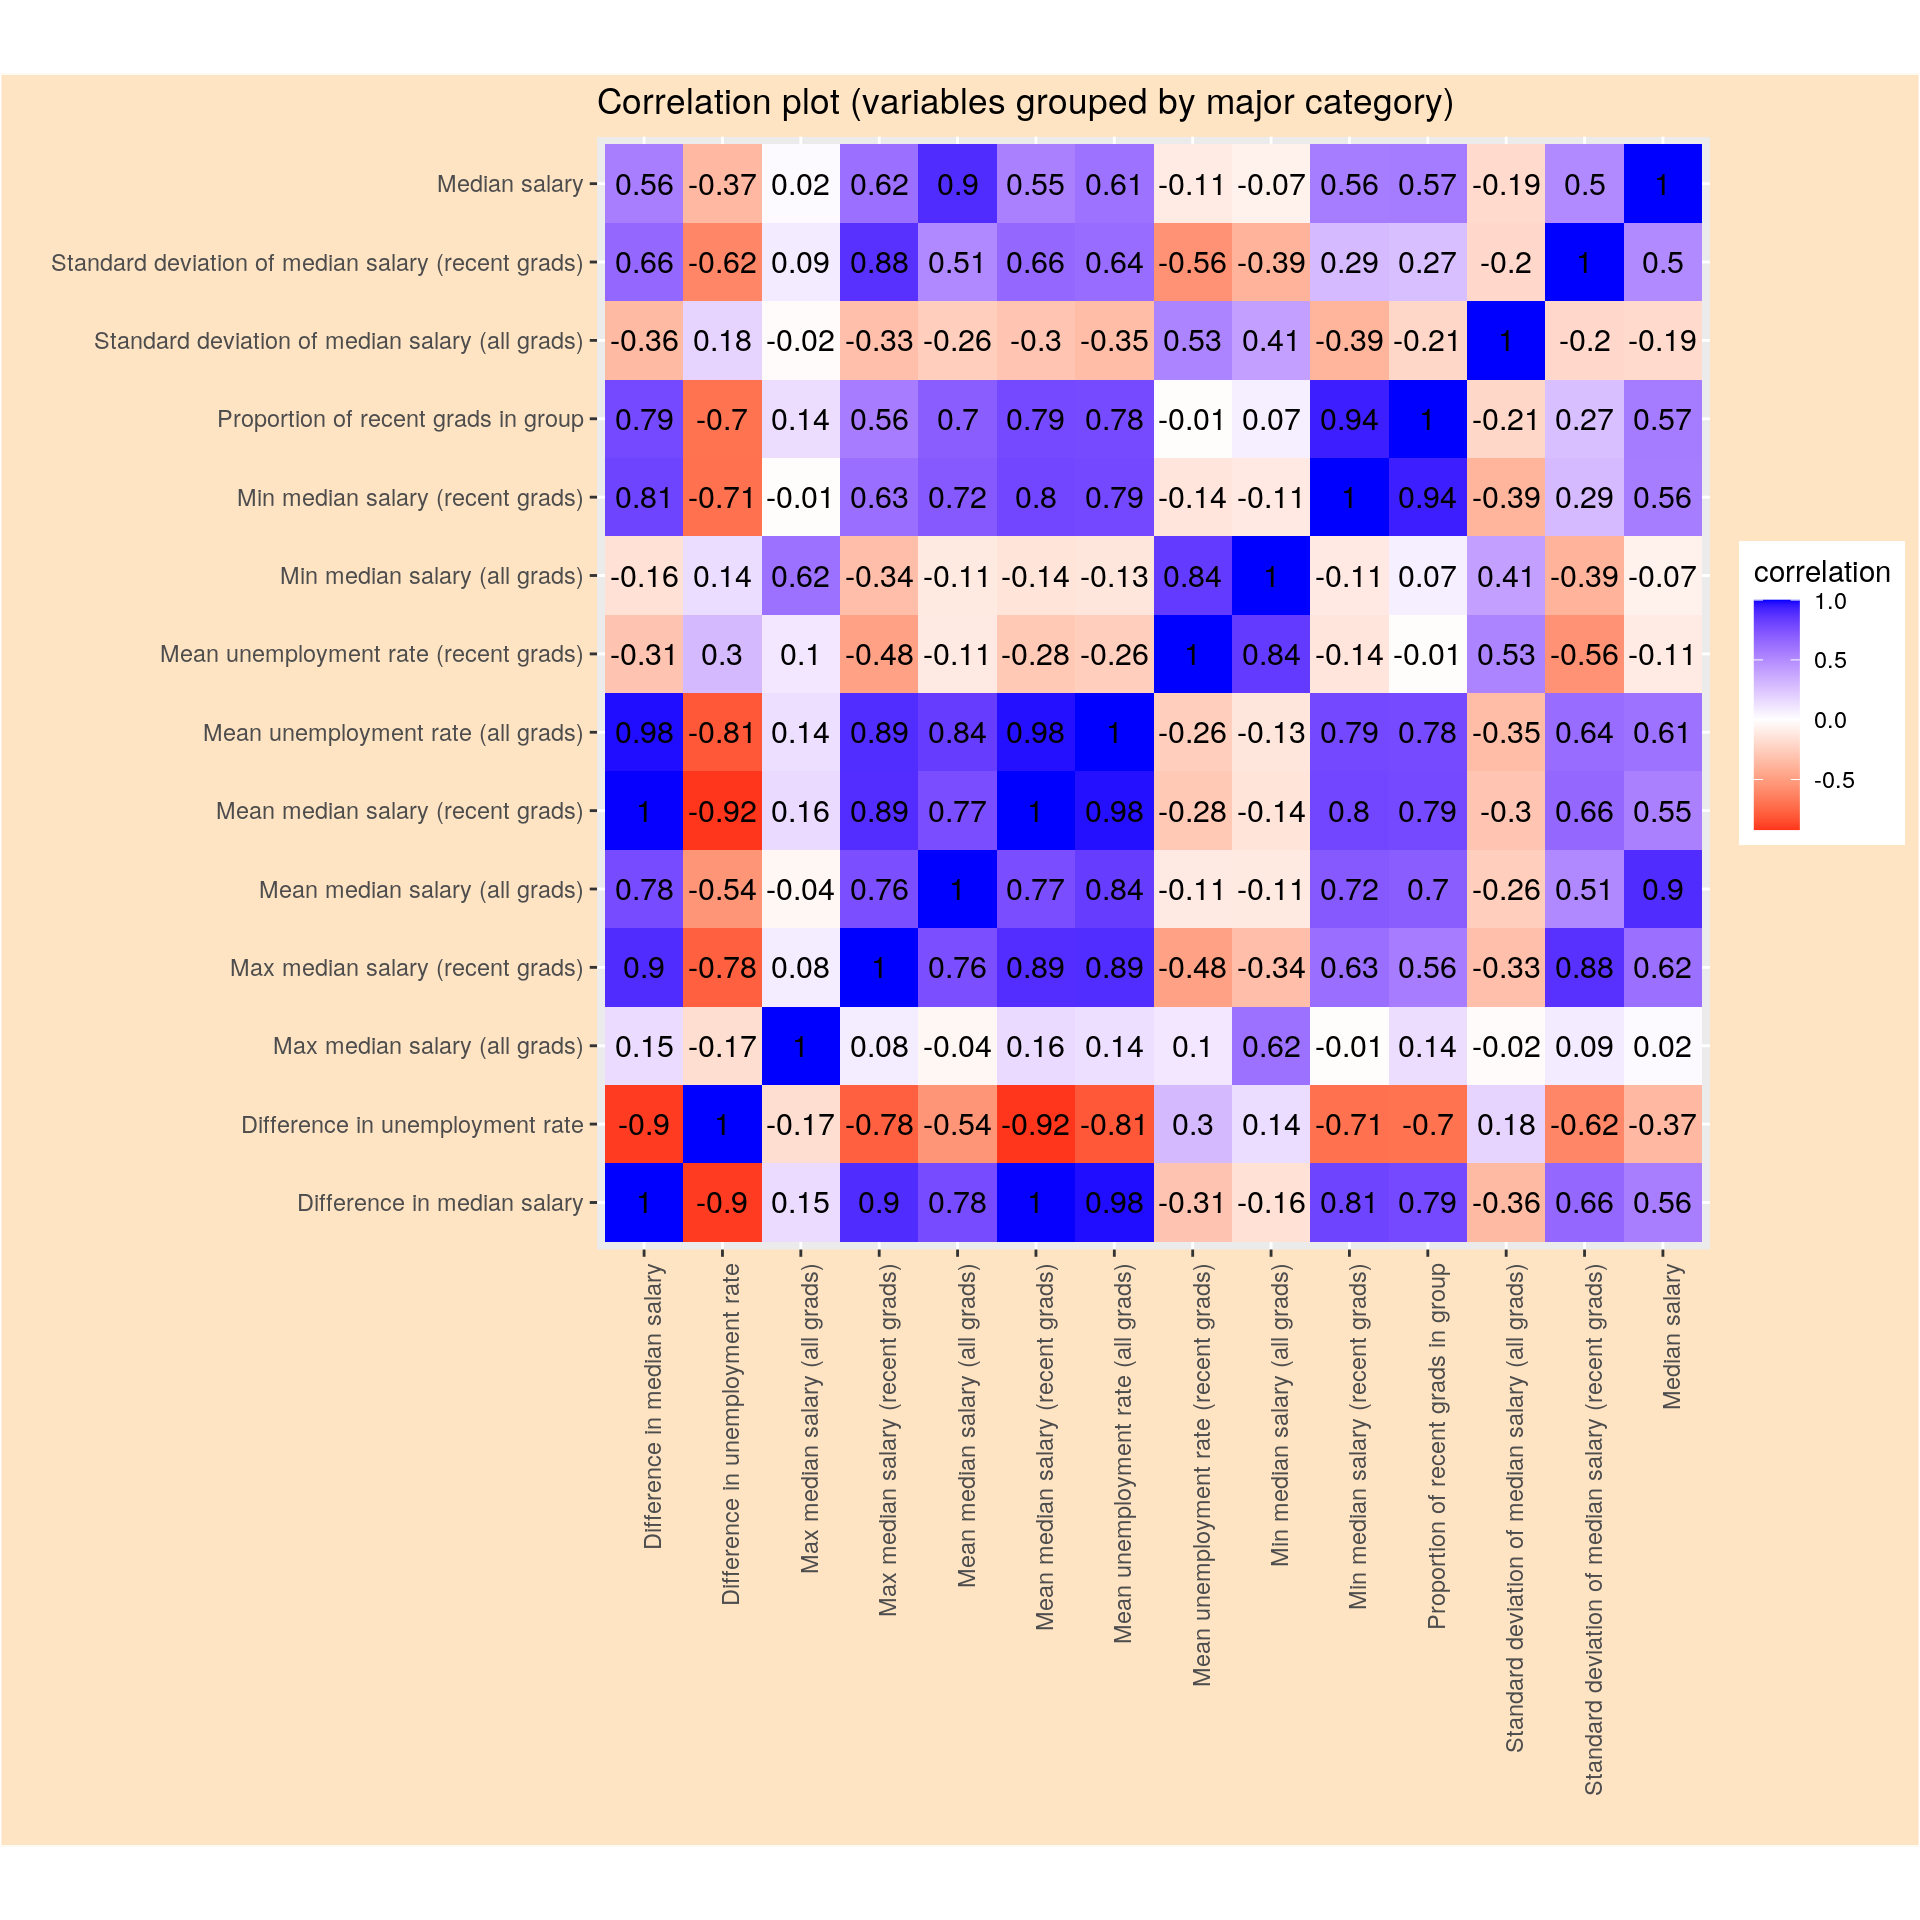 Correlation plot (variables grouped by major category)
Median salary 0.56 -0.37 0.02 0.62 0.9 0.55 0.61 -0.11 -0.07 0.56 0.57 -0.19 0.5 1
Standard deviation of median salary (recent grads) 0.66 -0.62 0.09 0.88 0.51 0.66 0.64 -0.56 -0.39 0.29 0.27 -0.2 1 0.5
Standard deviation of median salary (all grads) -0.36 0.18 -0.02 -0.33 -0.26 -0.3 -0.35 0.53 0.41 -0.39 -0.21 1 -0.2 -0.19
Proportion of recent grads in group 0.79 -0.7 0.14 0.56 0.7 0.79 0.78 -0.01 0.07 0.94 1 -0.21 0.27 0.57
Min median salary (recent grads) 0.81 -0.71 -0.01 0.63 0.72 0.8 0.79 -0.14 -0.11 1 0.94 -0.39 0.29 0.56
Min median salary (all grads) -0.16 0.14 0.62 -0.34 -0.11 -0.14 -0.13 0.84 1 -0.11 0.07 0.41 -0.39 -0.07
Mean unemployment rate (recent grads) -0.31 0.3 0.1 -0.48 -0.11 -0.28 -0.26 1 0.84 -0.14 -0.01 0.53 -0.56 -0.11
Mean unemployment rate (all grads) 0.98 -0.81 0.14 0.89 0.84 0.98 1 -0.26 -0.13 0.79 0.78 -0.35 0.64 0.61
Mean median salary (recent grads) 1 -0.92 0.16 0.89 0.77 1 0.98 -0.28 -0.14 0.8 0.79 -0.3 0.66 0.55
Mean median salary (all grads) 0.78 -0.54 -0.04 0.76 1 0.77 0.84 -0.11 -0.11 0.72 0.7 -0.26 0.51 0.9
Max median salary (recent grads) 0.9 -0.78 0.08 1 0.76 0.89 0.89 -0.48 -0.34 0.63 0.56 -0.33 0.88 0.62
Max median salary (all grads) 0.15 -0.17 1 0.08 -0.04 0.16 0.14 0.1 0.62 -0.01 0.14 -0.02 0.09 0.02
Difference in unemployment rate -0.9 1 -0.17 -0.78 -0.54 -0.92 -0.81 0.3 0.14 -0.71 -0.7 0.18 -0.62 -0.37
Difference in median salary 1 -0.9 0.15 0.9 0.78 1 0.98 -0.31 -0.16 0.81 0.79 -0.36 0.66 0.56
Difference in median salary
Difference in unemployment rate
Max median salary (all grads)
Max median salary (recent grads)
Mean median salary (all grads)
Mean median salary (recent grads)
Mean unemployment rate (all grads)
Mean unemployment rate (recent grads)
Min median salary (all grads)
Min median salary (recent grads)
Proportion of recent grads in group
Standard deviation of median salary (all grads)
Standard deviation of median salary (recent grads)
Median salary
correlation
1.0
0.5
0.0
-0.5